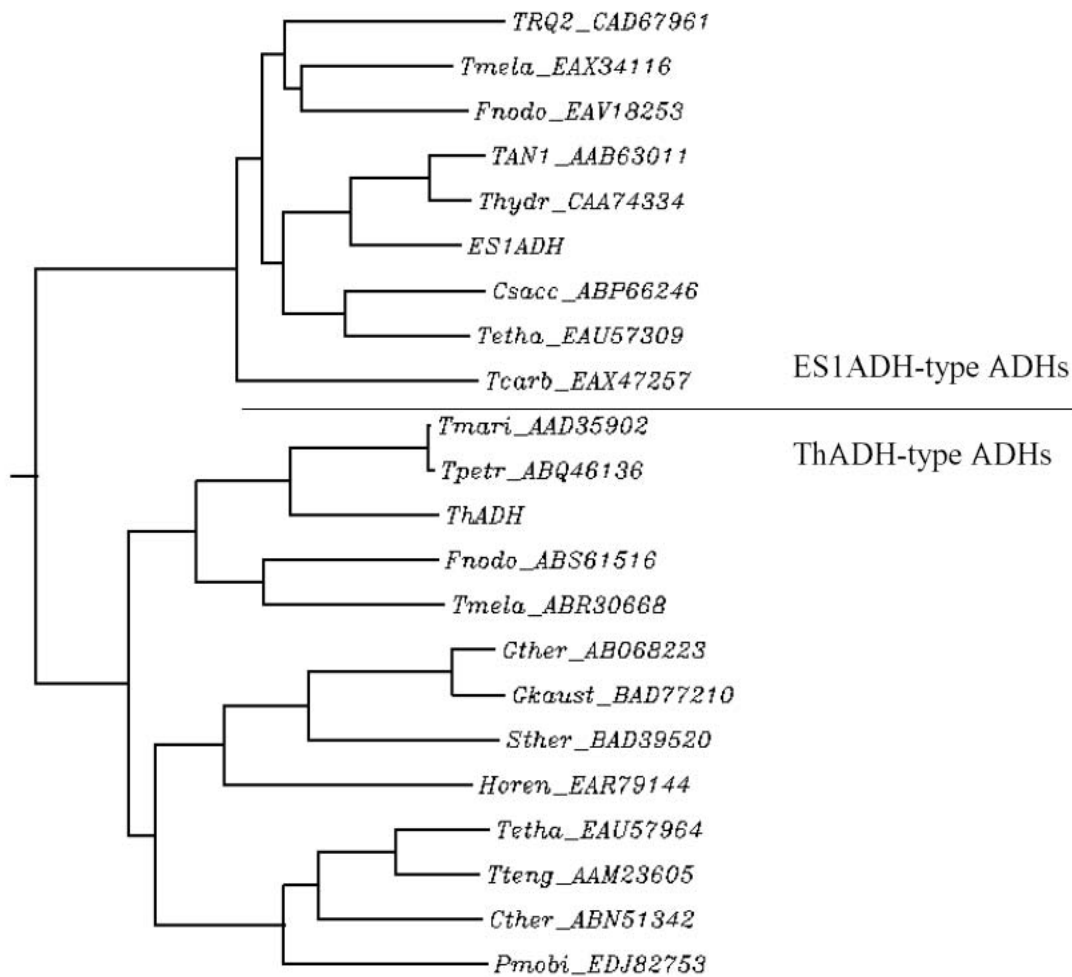 TRQ2_CAD67961
Tmela_EAX34116
Fnodo_EAV18253
TAN1_AAB63011
Thydr_CAA74334
ES1ADH
Csacc_ABP66246
Tetha_EAU57309
Tcarb_EAX47257
ES1ADH-type ADHs
Tmari_AAD35902
Tpetr_ABQ46136
ThADH-type ADHs
ThADH
Fnodo_ABS61516
Tmela_ABR30668
Gther_ABO68223
Gkaust_BAD77210
Sther_BAD39520
Horen_EAR79144
Tetha_EAU57964
Tteng_AAM23605
Cther_ABN51342
Pmobi_EDJ82753